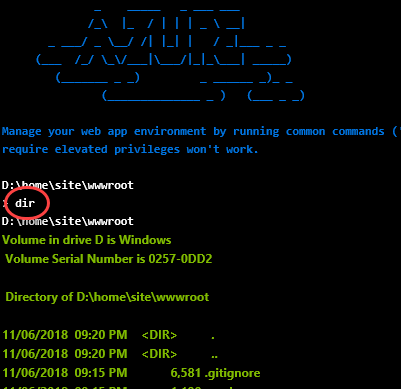 Manage your web app environment by running common commands ('
require elevated privileges won't work.
D:\home\site\wwwroot
> dir
D:\home\site\wwwroot
Volume in drive D is Windows
Volume Serial Number is 0257-0DD2
Directory of D:\home\site\wwwroot
11/06/2018 09:20 PM <DIR> .
11/06/2018 09:20 PM <DIR> ..
11/06/2018 09:15 PM 6,581 .gitignore